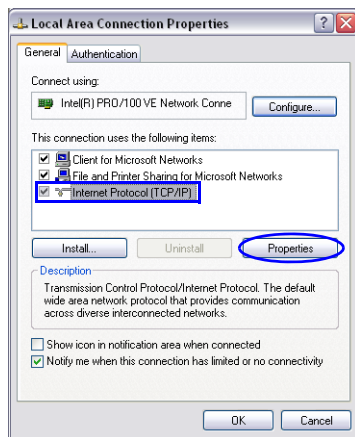 Local Area Connection Properties
General Authentication
Connect using:
Intel(R) PRO/100 VE Network Conne Configure...
This connection uses the following items:
Client for Microsoft Networks
File and Printer Sharing for Microsoft Networks
Internet Protocol (TCP/IP)
Install... Uninstall Properties
Description
Transmission Control Protocol/Internet Protocol. The default
wide area network protocol that provides communication
across diverse interconnected networks.
Show icon in notification area when connected
Notify me when this connection has limited or no connectivity
OK Cancel